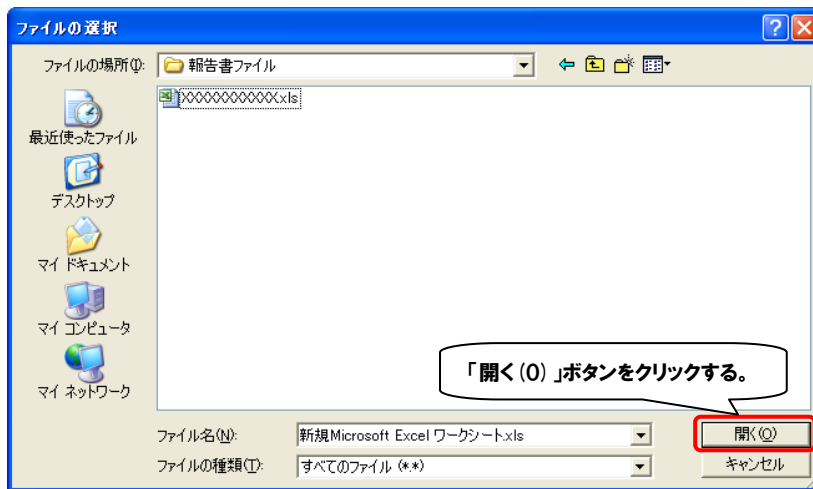 ファイルの選択
ファイルの場所(I):
報告書ファイル
XXXXXXXXXXX.xls
最近使ったファイル
デスクトップ
マイ ドキュメント
マイ コンピュータ
マイ ネットワーク
「開く(O)」ボタンをクリックする。
ファイル名(N):
新規Microsoft Excel ワークシート.xls
開く(O)
ファイルの種類(T):
すべてのファイル (*.*)
キャンセル